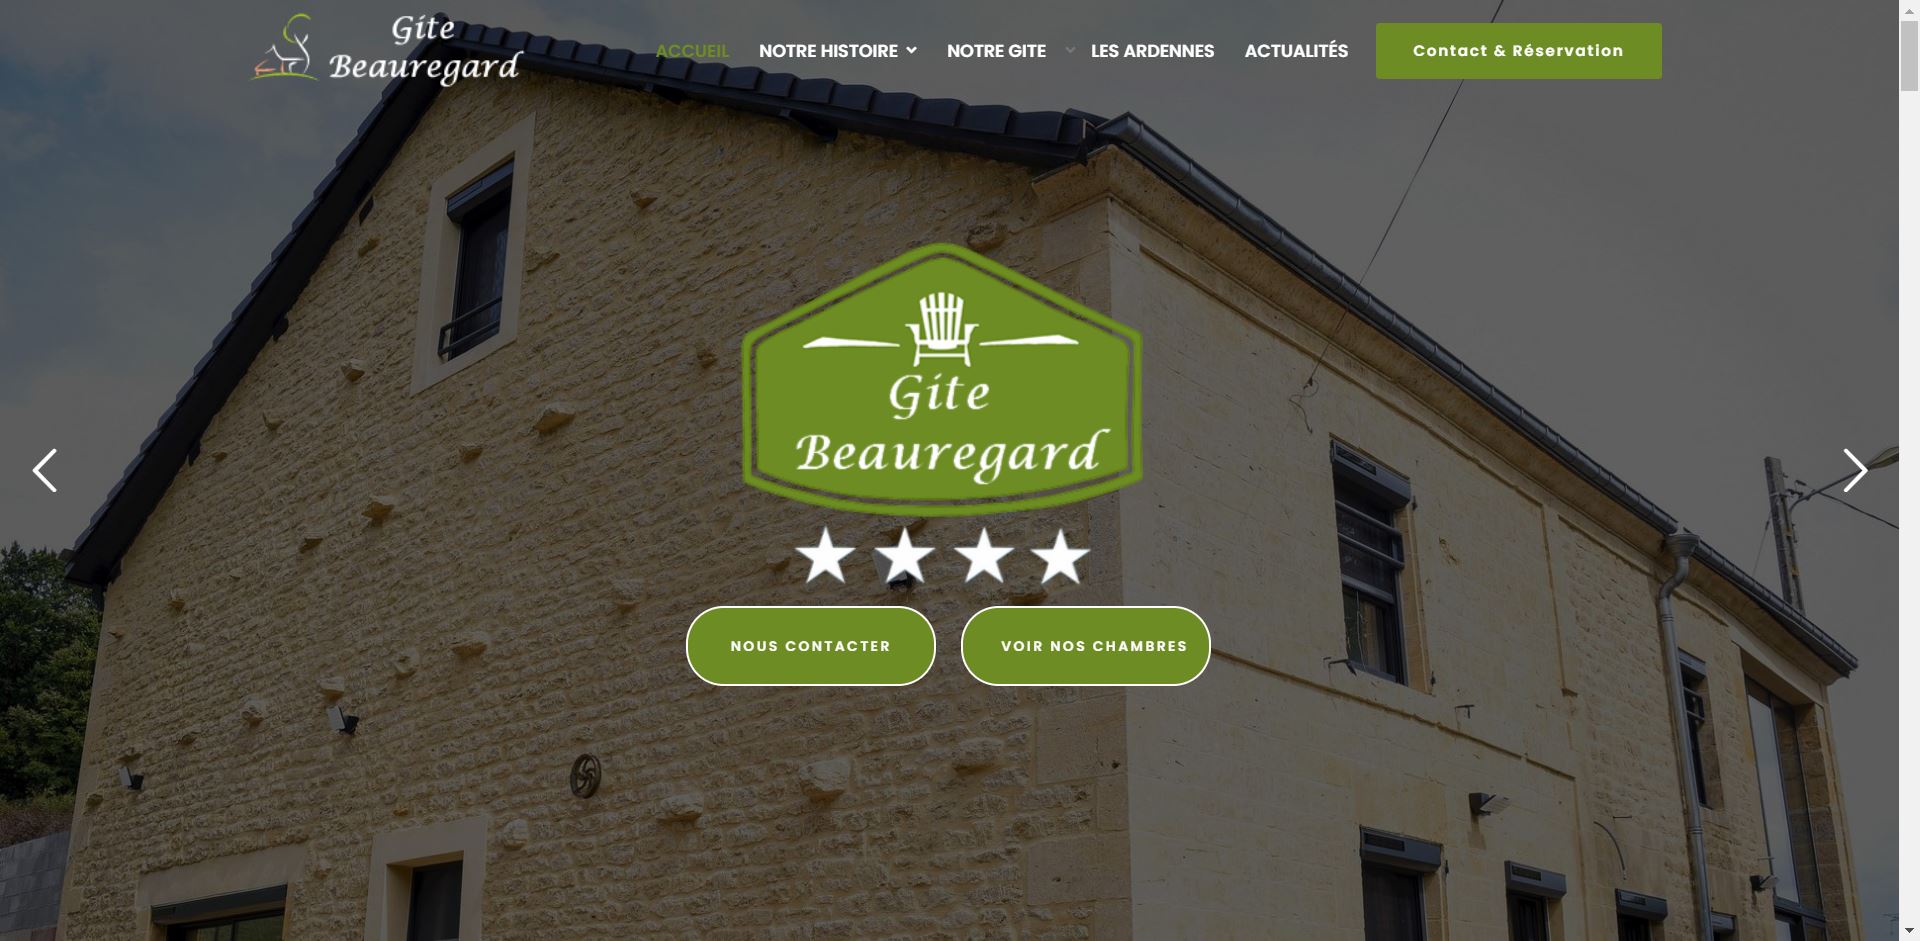 Gite
Beauregard
ACCUEIL
NOTRE HISTOIRE
NOTRE GITE
LES ARDENNES
ACTUALITÉS
Contact & Réservation
Gite
Beauregard
NOUS CONTACTER
VOIR NOS CHAMBRES